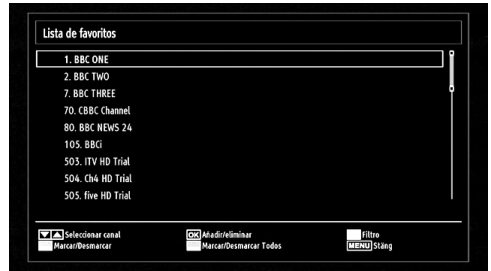 Lista de favoritos
1. BBC ONE
2. BBC TWO
7. BBC THREE
70. CBBC Channel
80. BBC NEWS 24
105. BBCi
503. ITV HD Trial
504. Ch4 HD Trial
505. five HD Trial
Seleccionar canal OK Añadir/eliminar Filtro
Marcar/Desmarcar Marcar/Desmarcar Todos MENU Stäng